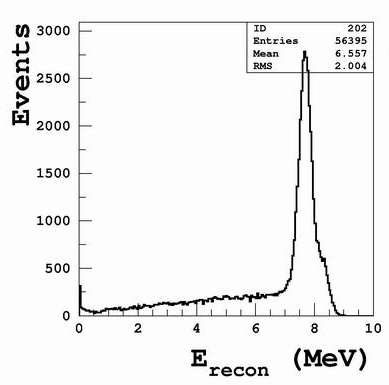 ID 202
Entries 56395
Mean 6.557
RMS 2.004
Events
3000
2500
2000
1500
1000
500
0
0 2 4 6 8 10
E recon (MeV)